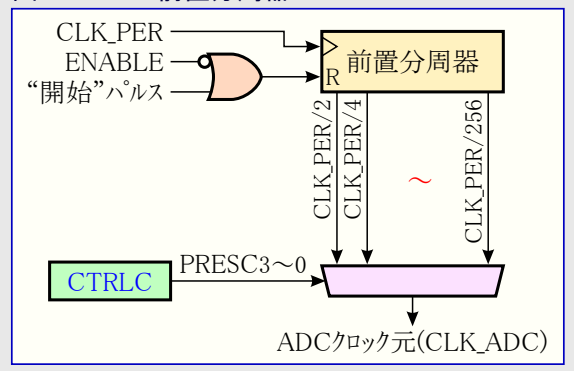 CLK_PER
ENABLE
“開始”パルス
前置分周器
R
CLK_PER/2
CLK_PER/4
～
CLK_PER/256
CTRLC
PRESC3～0
ADCクロック元(CLK_ADC)